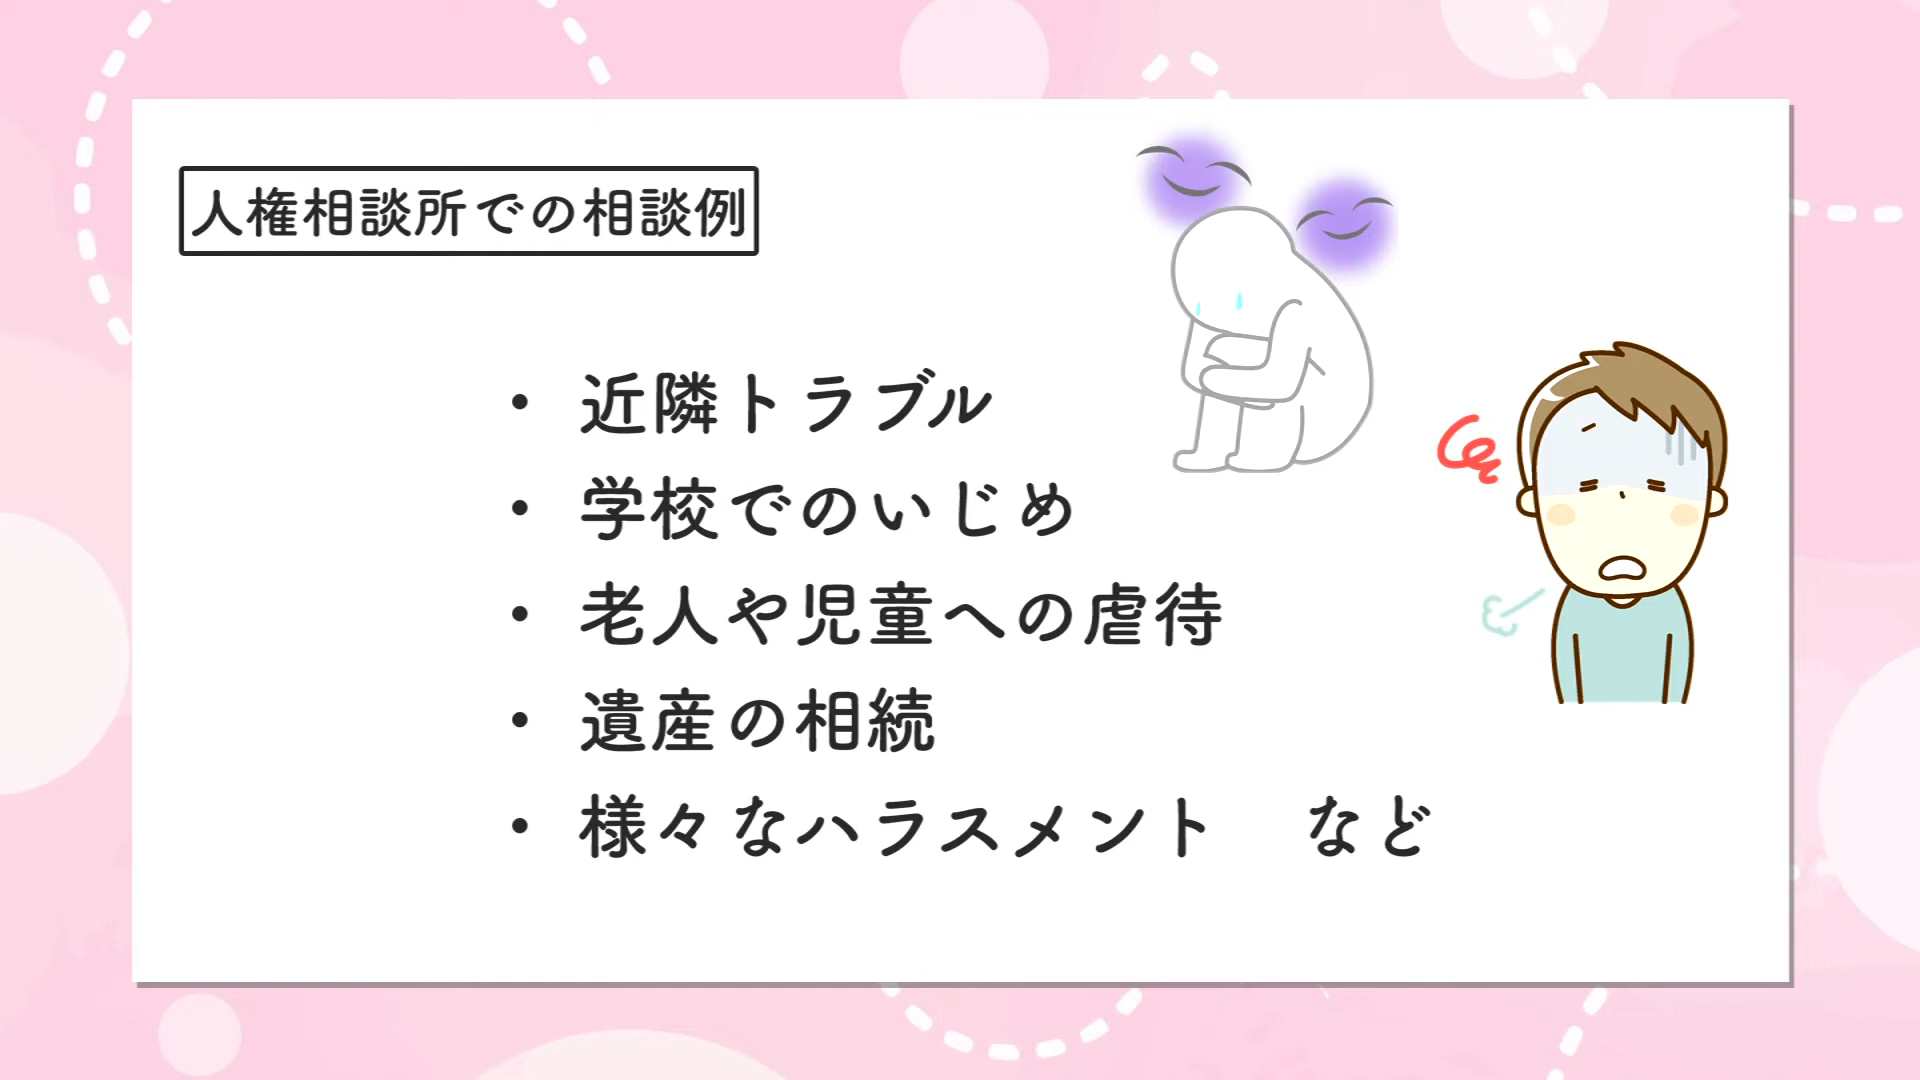 人権相談所での相談例
・ 近隣トラブル
・ 学校でのいじめ
・ 老人や児童への虐待
・ 遺産の相続
・ 様々なハラスメント　など